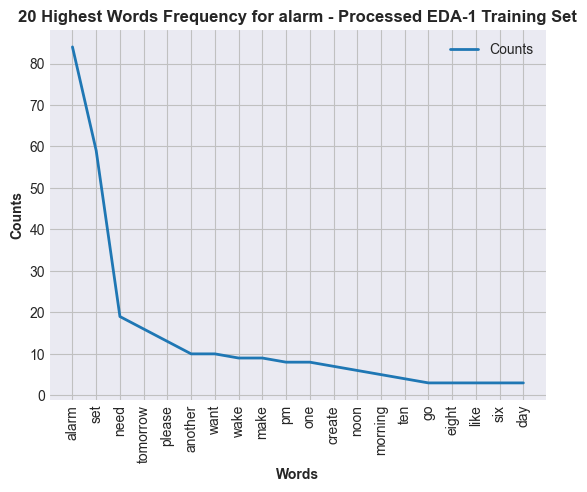 20 Highest Words Frequency for alarm - Processed EDA-1 Training Set
Counts
80
70
60
50
40
30
20
10
0
Counts
alarm
set
need
tomorrow
please
another
want
wake
make
pm
one
create
noon
morning
ten
go
eight
like
six
day
Words